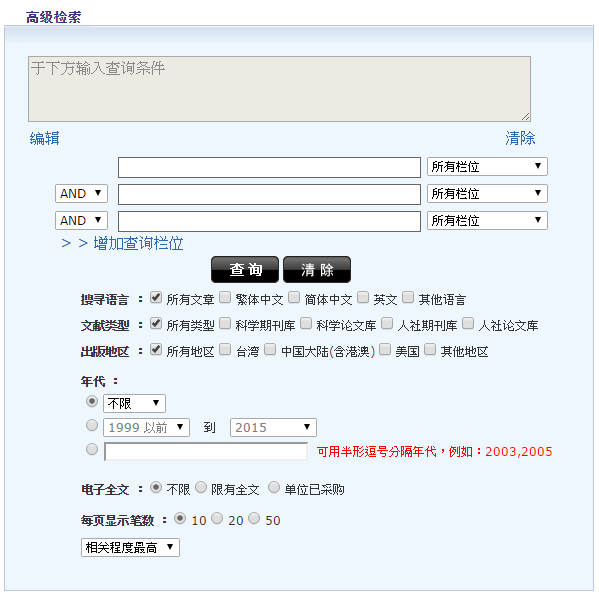 高级检索
于下方输入查询条件
编辑 清除
所有栏位
AND 所有栏位
AND 所有栏位
> > 增加查询栏位
查询 清除
搜寻语言 : 所有文章 繁体中文 简体中文 英文 其他语言
文献类型 : 所有类型 科学期刊库 科学论文库 人社期刊库 人社论文库
出版地区 : 所有地区 台湾 中国大陆(含港澳) 美国 其他地区
年代 :
不限
1999 以前 到 2015
可用半形逗号分隔年代,例如:2003,2005
电子全文 : 不限 限有全文 单位已采购
每页显示笔数 : 10 20 50
相关程度最高